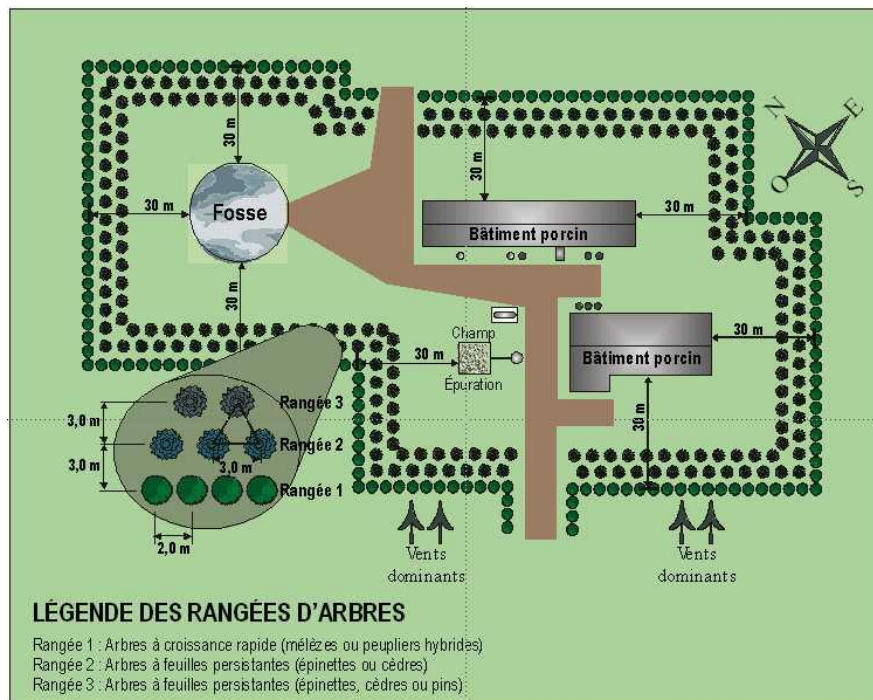 N
E
O
S
30 m
30 m
30 m
30 m
Fosse
Bâtiment porcin
30 m
30 m
Champ
Épuration
30 m
Bâtiment porcin
30 m
Rangée 3
3,0 m
Rangée 2
3,0 m
3,0 m
Rangée 1
2,0 m
30 m
Vents
dominants
Vents
dominants
LÉGENDE DES RANGÉES D'ARBRES
Rangée 1 : Arbres à croissance rapide (mélèzes ou peupliers hybrides)
Rangée 2 : Arbres à feuilles persistantes (épinettes ou cèdres)
Rangée 3 : Arbres à feuilles persistantes (épinettes, cèdres ou pins)